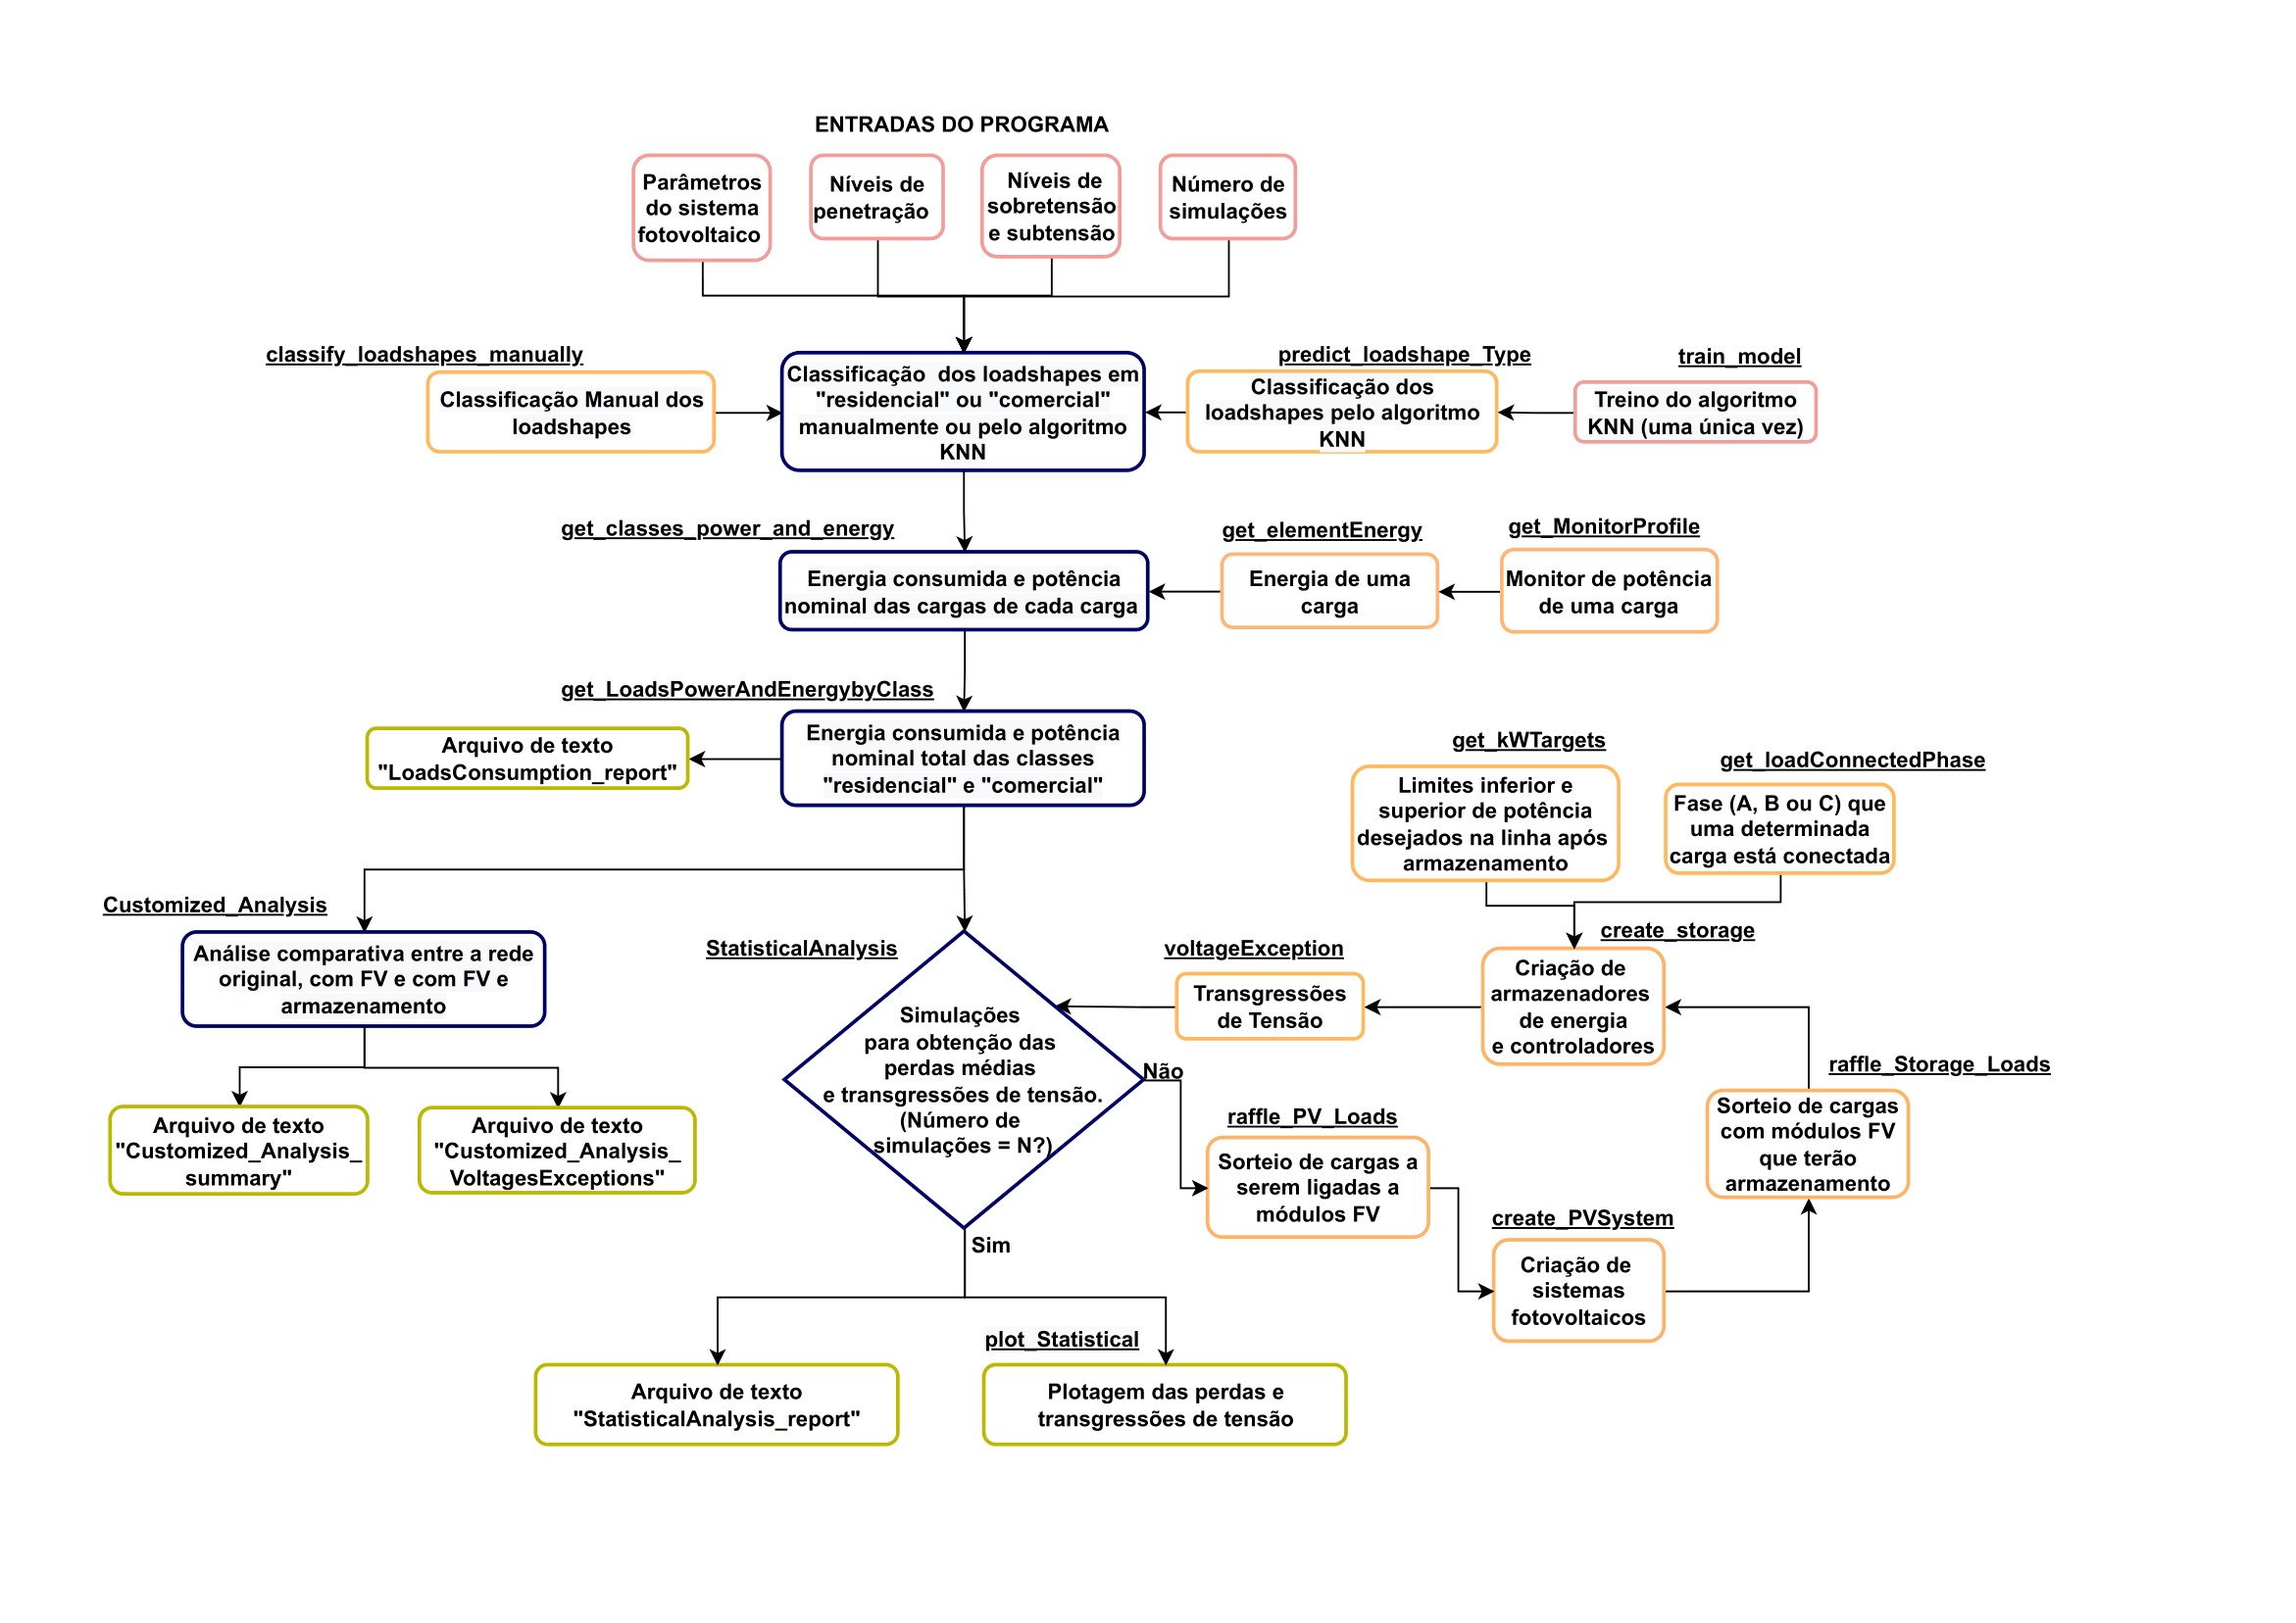 ENTRADAS DO PROGRAMA
Parâmetros
do sistema
fotovoltaico
Níveis de
penetração
Níveis de
sobretensão
e subtensão
Número de
simulações
classify_loadshapes_manually
Classificação Manual dos
loadshapes
Classificação dos loadshapes em
"residencial" ou "comercial"
manualmente ou pelo algoritmo
KNN
predict_loadshape_Type
Classificação dos
loadshapes pelo algoritmo
KNN
train_model
Treino do algoritmo
KNN (uma única vez)
get_classes_power_and_energy
Energia consumida e potência
nominal das cargas de cada carga
get_elementEnergy
Energia de uma
carga
get_MonitorProfile
Monitor de potência
de uma carga
get_LoadsPowerAndEnergybyClass
Energia consumida e potência
nominal total das classes
"residencial" e "comercial"
Arquivo de texto
"LoadsConsumption_report"
get_kWTargets
Limites inferior e
superior de potência
desejados na linha após
armazenamento
get_loadConnectedPhase
Fase (A, B ou C) que
uma determinada
carga está conectada
Customized_Analysis
Análise comparativa entre a rede
original, com FV e com FV e
armazenamento
Arquivo de texto
"Customized_Analysis_
summary"
Arquivo de texto
"Customized_Analysis_
VoltagesExceptions"
StatisticalAnalysis
Simulações
para obtenção das
perdas médias
e transgressões de tensão.
(Número de
simulações = N?)
voltageException
Transgressões
de Tensão
create_storage
Criação de
armazenadores
de energia
e controladores
Não
raffle_PV_Loads
Sorteio de cargas a
serem ligadas a
módulos FV
raffle_Storage_Loads
Sorteio de cargas
com módulos FV
que terão
armazenamento
create_PVSystem
Criação de
sistemas
fotovoltaicos
Sim
Arquivo de texto
"StatisticalAnalysis_report"
plot_Statistical
Plotagem das perdas e
transgressões de tensão